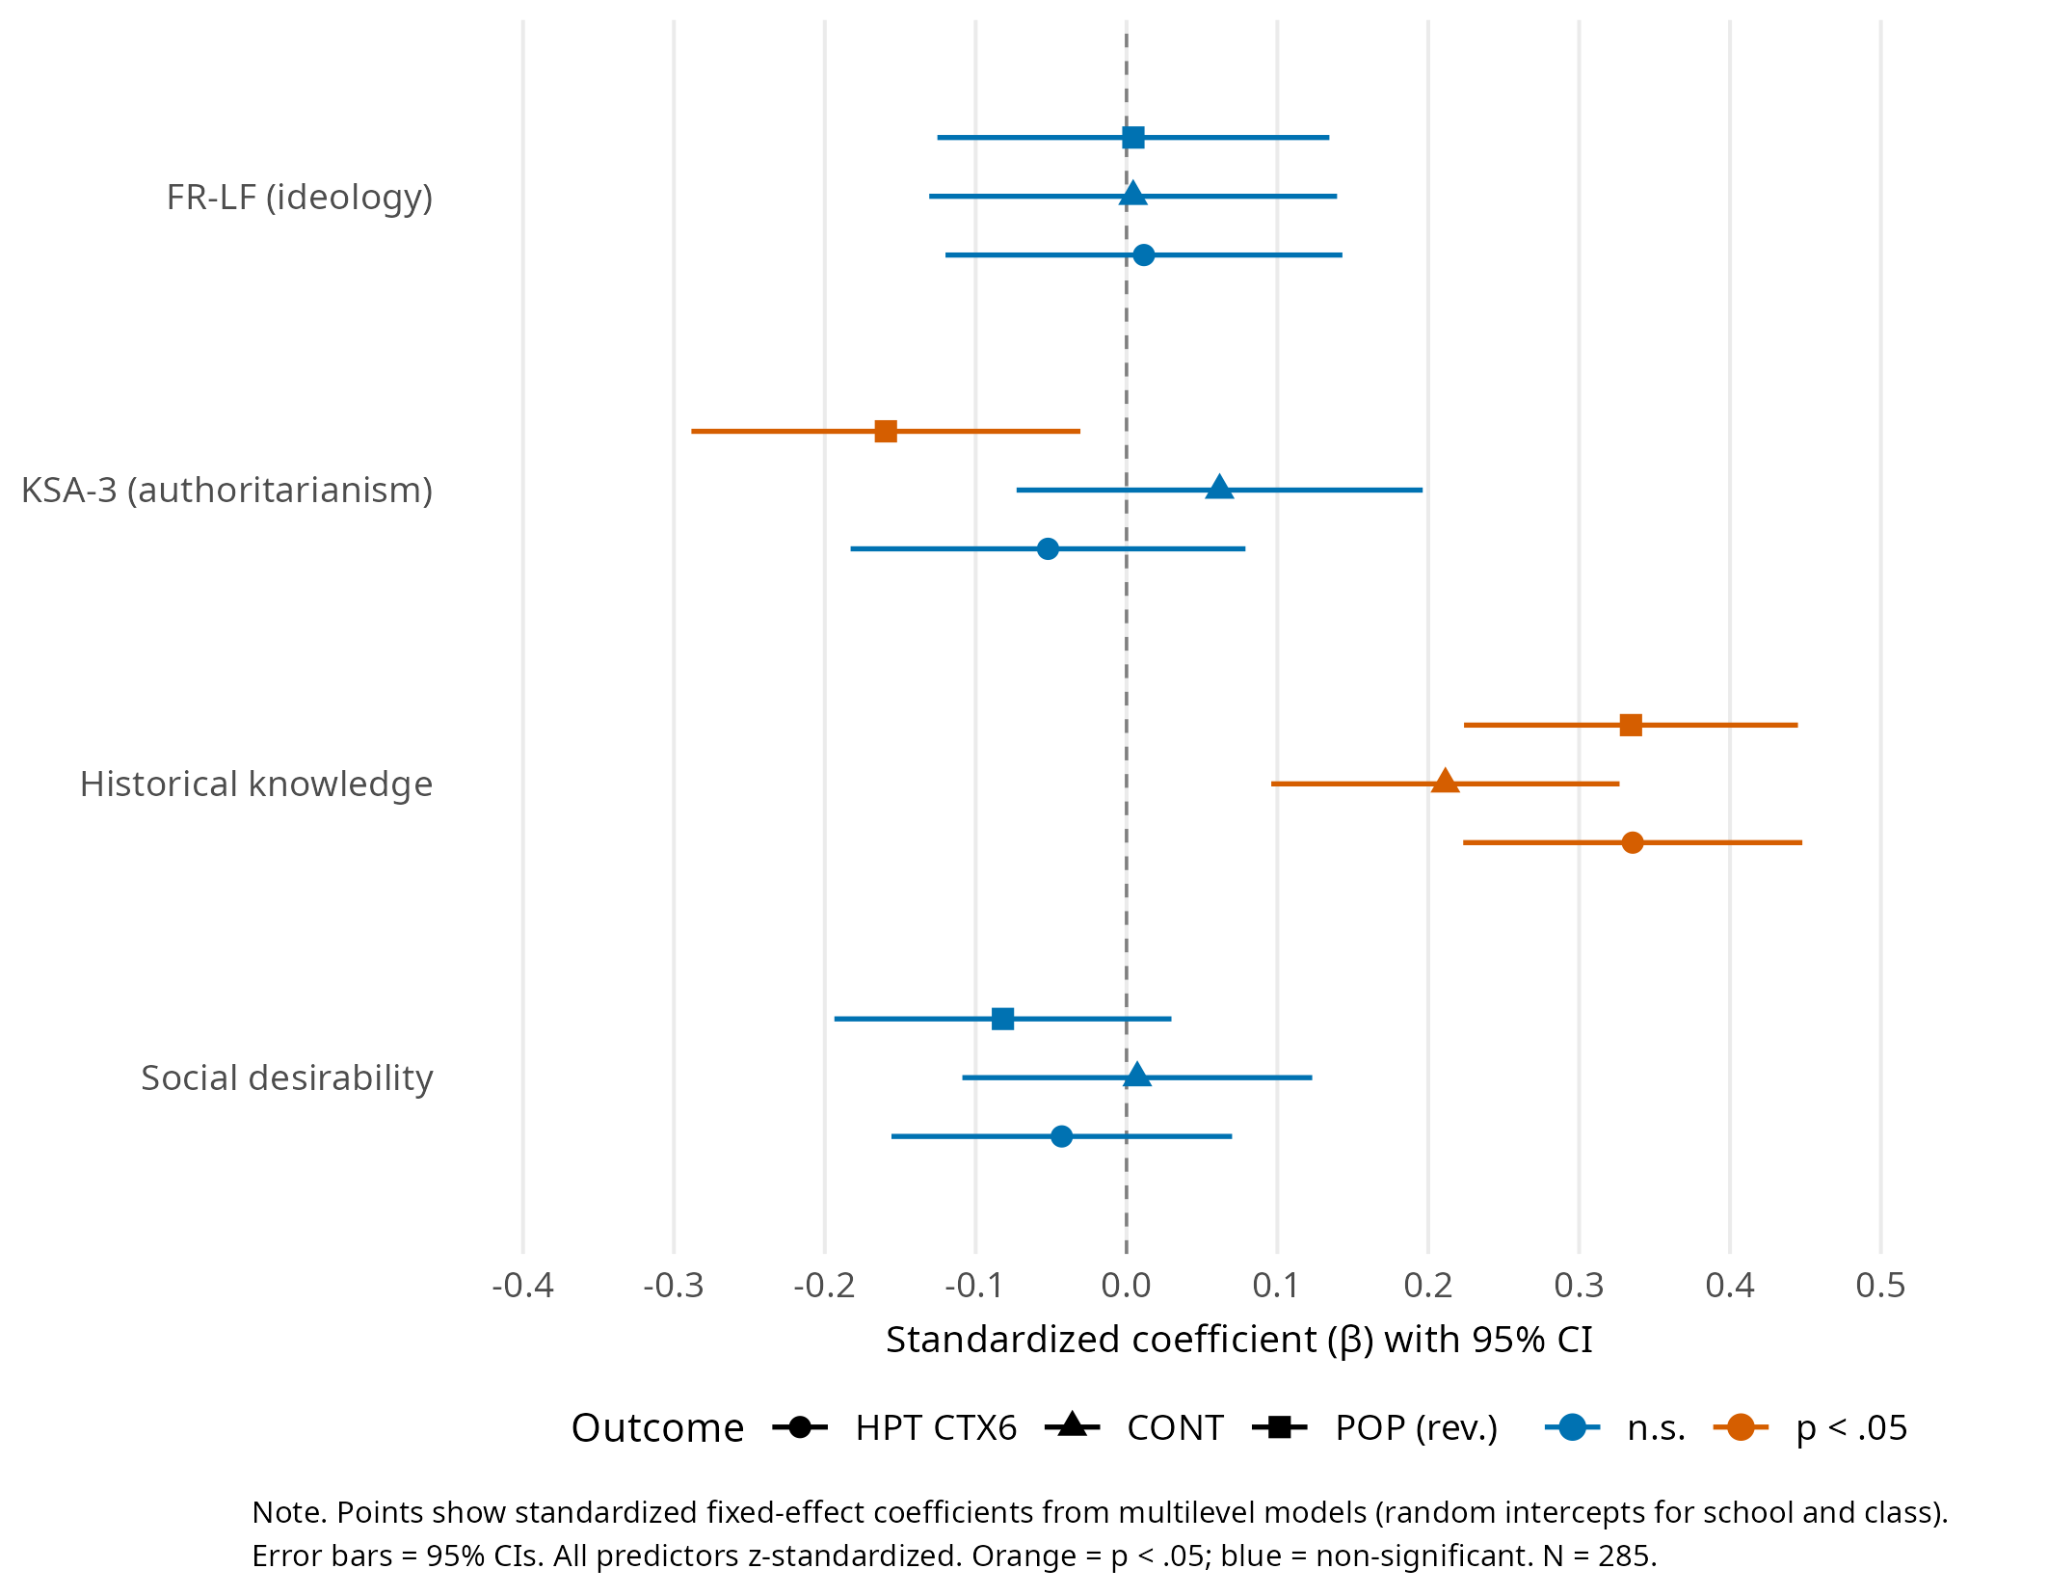 FR-LF (ideology)
KSA-3 (authoritarianism)
Historical knowledge
Social desirability
-0.4 -0.3 -0.2 -0.1 0.0 0.1 0.2 0.3 0.4 0.5
Standardized coefficient (β) with 95% CI
Outcome HPT CTX6 CONT POP (rev.) n.s. p < .05
Note. Points show standardized fixed-effect coefficients from multilevel models (random intercepts for school and class).
Error bars = 95% CIs. All predictors z-standardized. Orange = p < .05; blue = non-significant. N = 285.